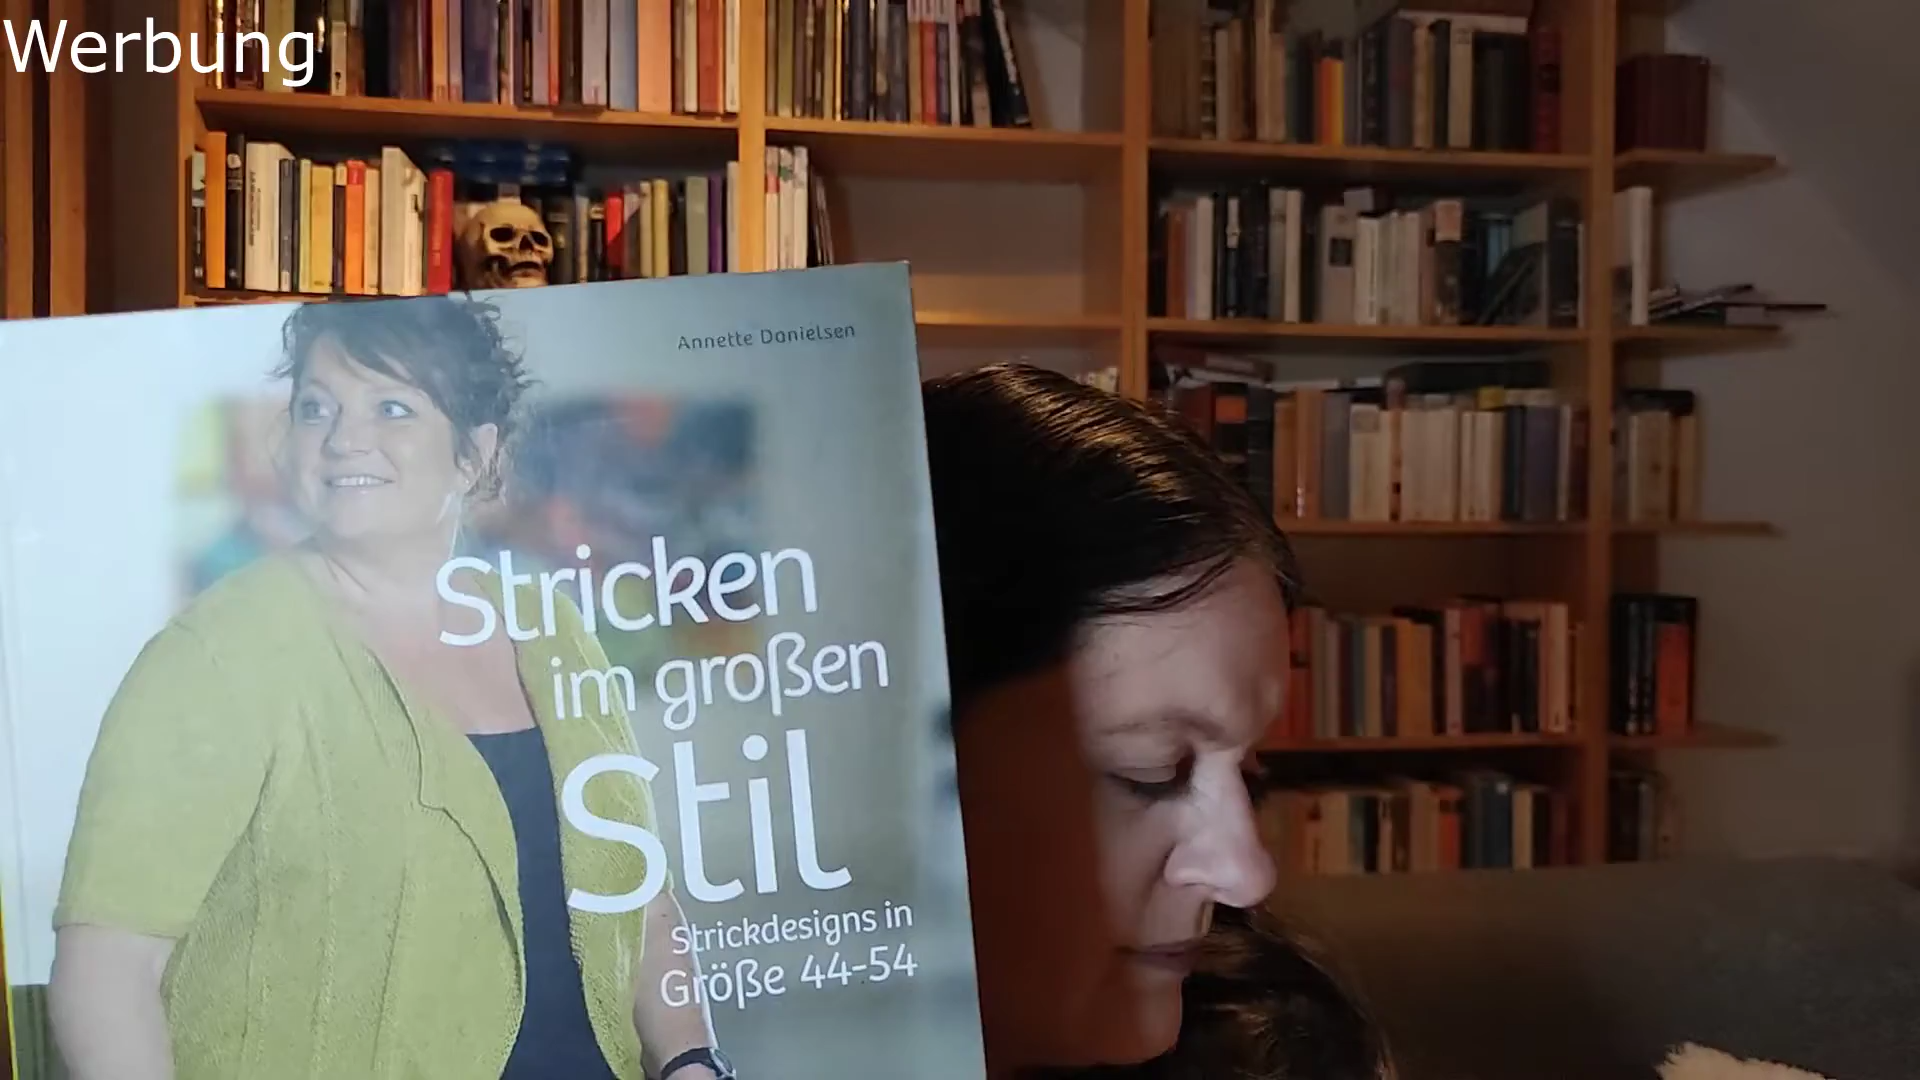 Werbung
Annette Danielsen
Stricken
im großen
Stil
Strickdesigns in
Größe 44-54